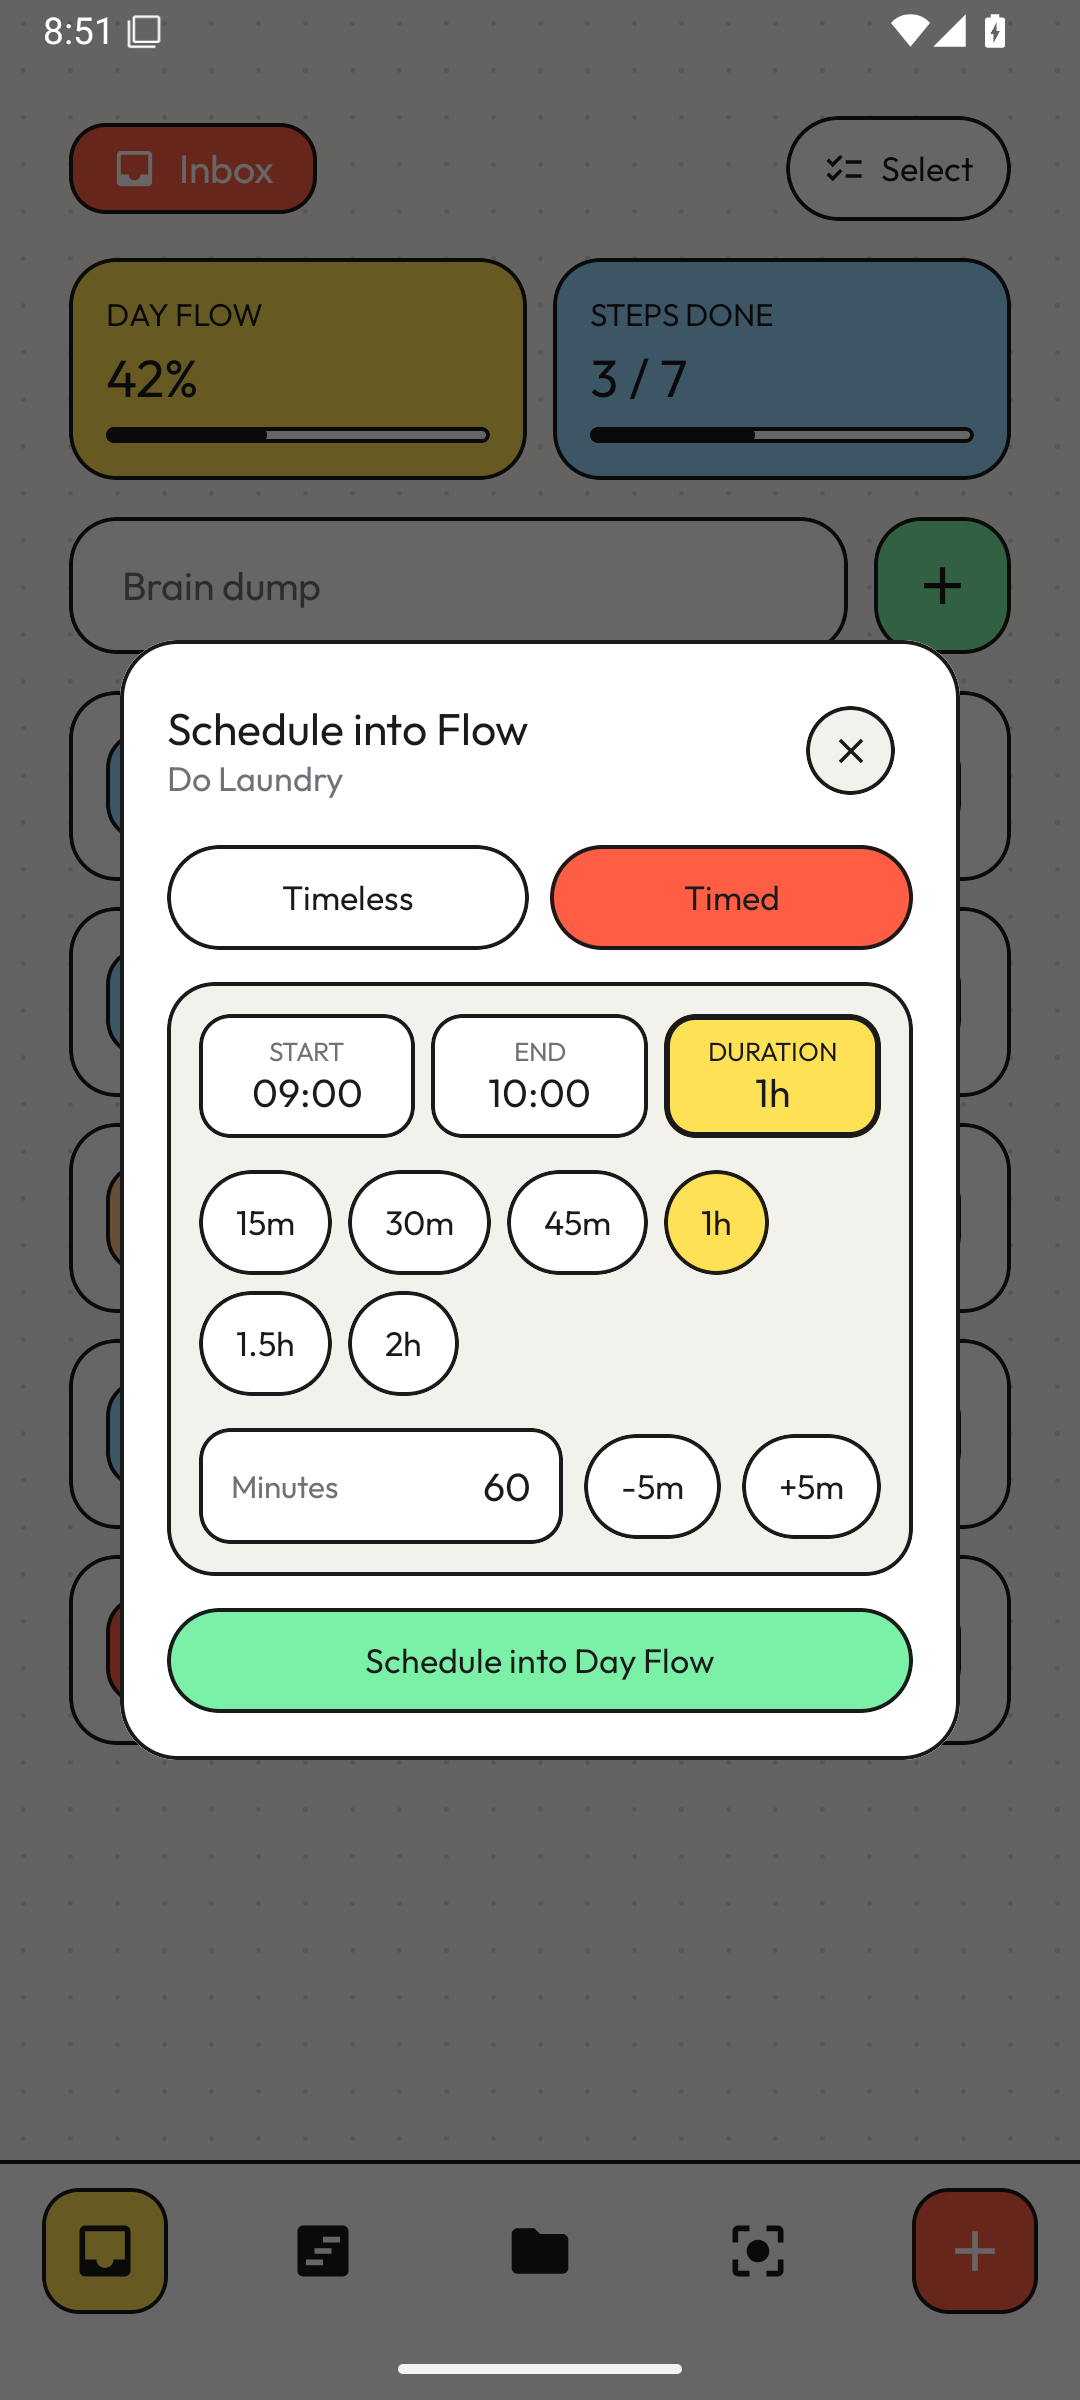 8:51
Inbox
Select
DAY FLOW
42%
STEPS DONE
3 / 7
Brain dump
Schedule into Flow
Do Laundry
Timeless
Timed
START
09:00
END
10:00
DURATION
1h
15m
30m
45m
1h
1.5h
2h
Minutes
60
-5m
+5m
Schedule into Day Flow